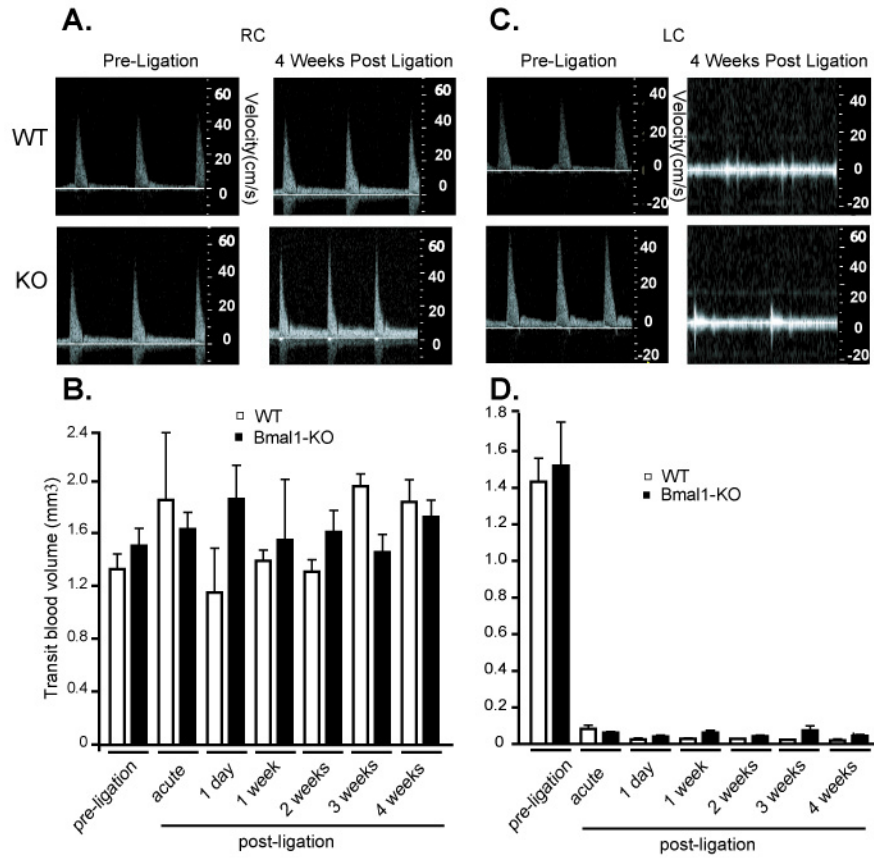 A.
RC
Pre-Ligation
4 Weeks Post Ligation
WT
60
40
20
0
Velocity(cm/s)
60
40
20
0
KO
60
40
20
0
60
40
20
0
C.
LC
Pre-Ligation
4 Weeks Post Ligation
40
20
0
-20
Velocity(cm/s)
40
20
0
-20
40
20
0
-20
60
40
20
0
-20
B.
WT
Bmal1-KO
Transit blood volume (mm3)
2.4
2.0
1.6
1.2
0.8
0.4
0
pre-ligation
acute
1 day
1 week
2 weeks
3 weeks
4 weeks
post-ligation
D.
WT
Bmal1-KO
1.8
1.6
1.4
1.2
1.0
0.8
0.6
0.4
0.2
0
pre-ligation
acute
1 day
1 week
2 weeks
3 weeks
4 weeks
post-ligation